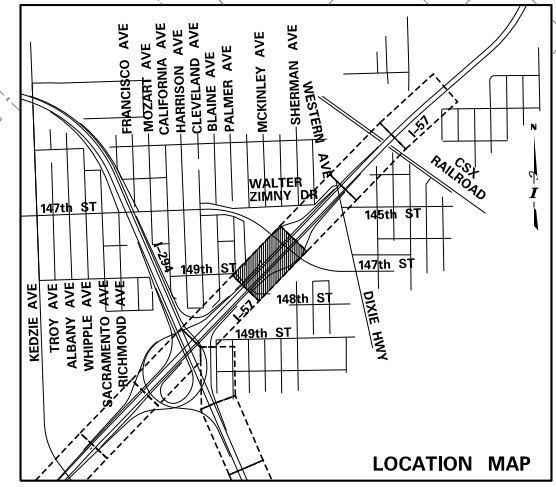 FRANCISCO AVE
MOZART AVE
CALIFORNIA AVE
HARRISON AVE
CLEVELAND AVE
BLAINE AVE
PALMER AVE
MCKINLEY AVE
SHERMAN AVE
WESTERN AVE
I-57
CSX
RAILROAD
N
WALTER
ZIMNY DR
147th ST
145th ST
I-294
149th ST
147th ST
148th ST
I-57
149th ST
DIXIE HWY
KEDZIE AVE
TROY AVE
ALBANY AVE
WHIPPLE AVE
SACRAMENTO AVE
RICHMOND AVE
LOCATION MAP